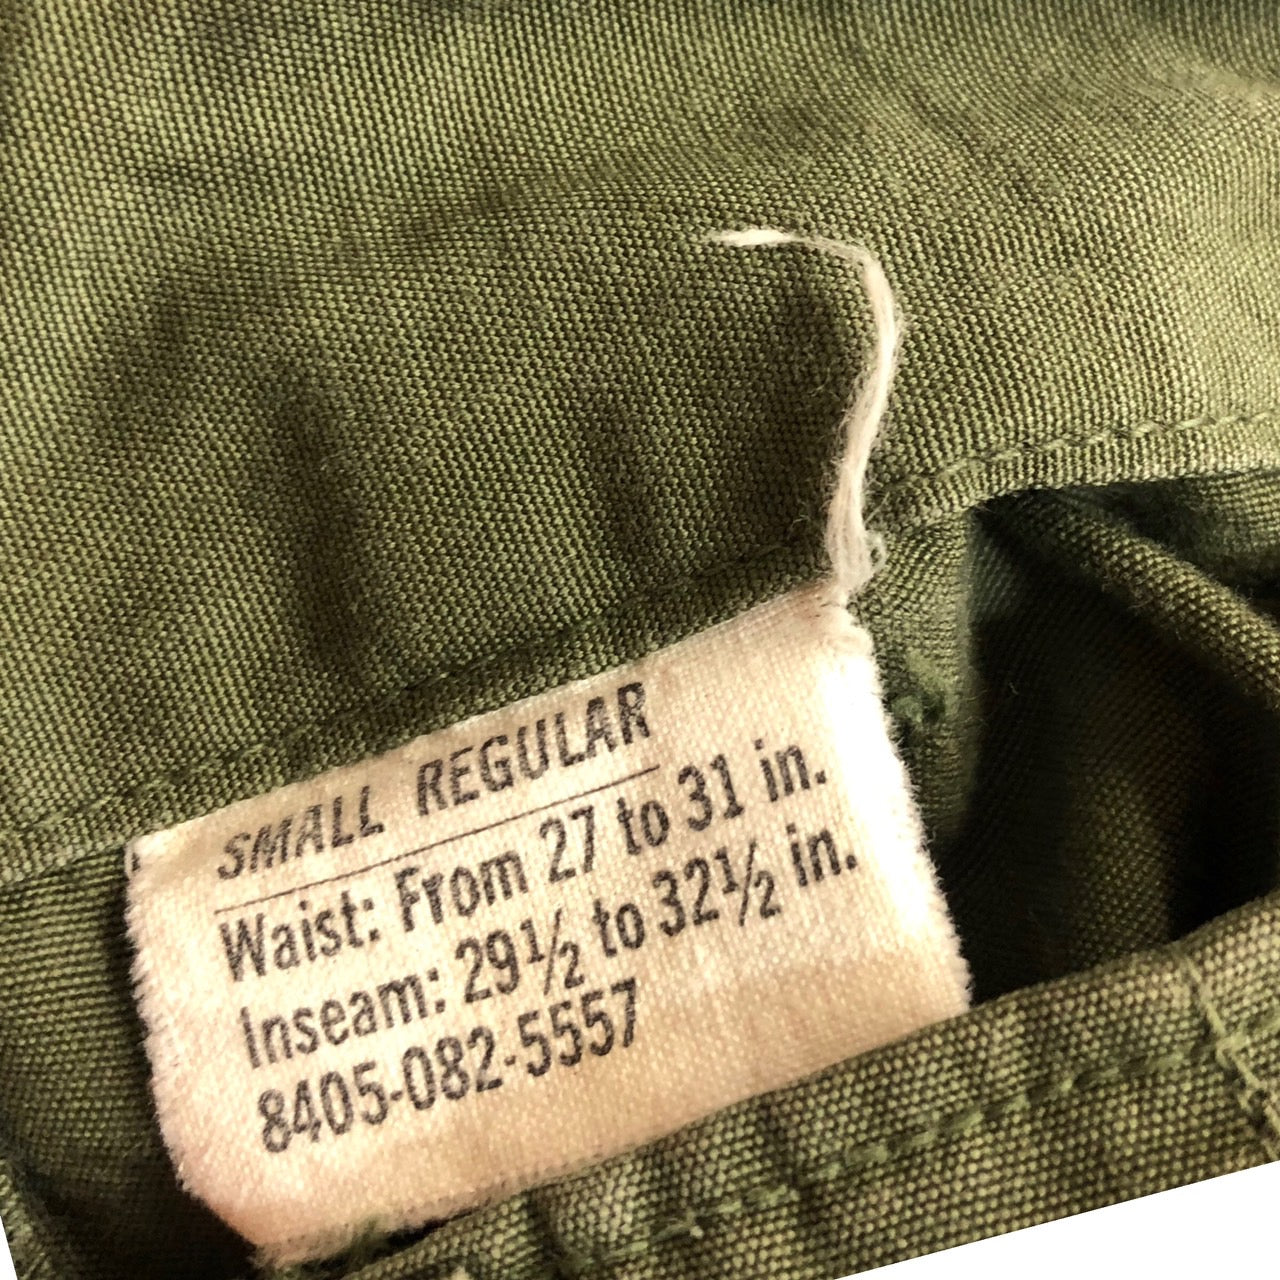 SMALL REGULAR
Waist: From 27 to 31 in.
Inseam: 29½ to 32½ in.
8405-082-5557